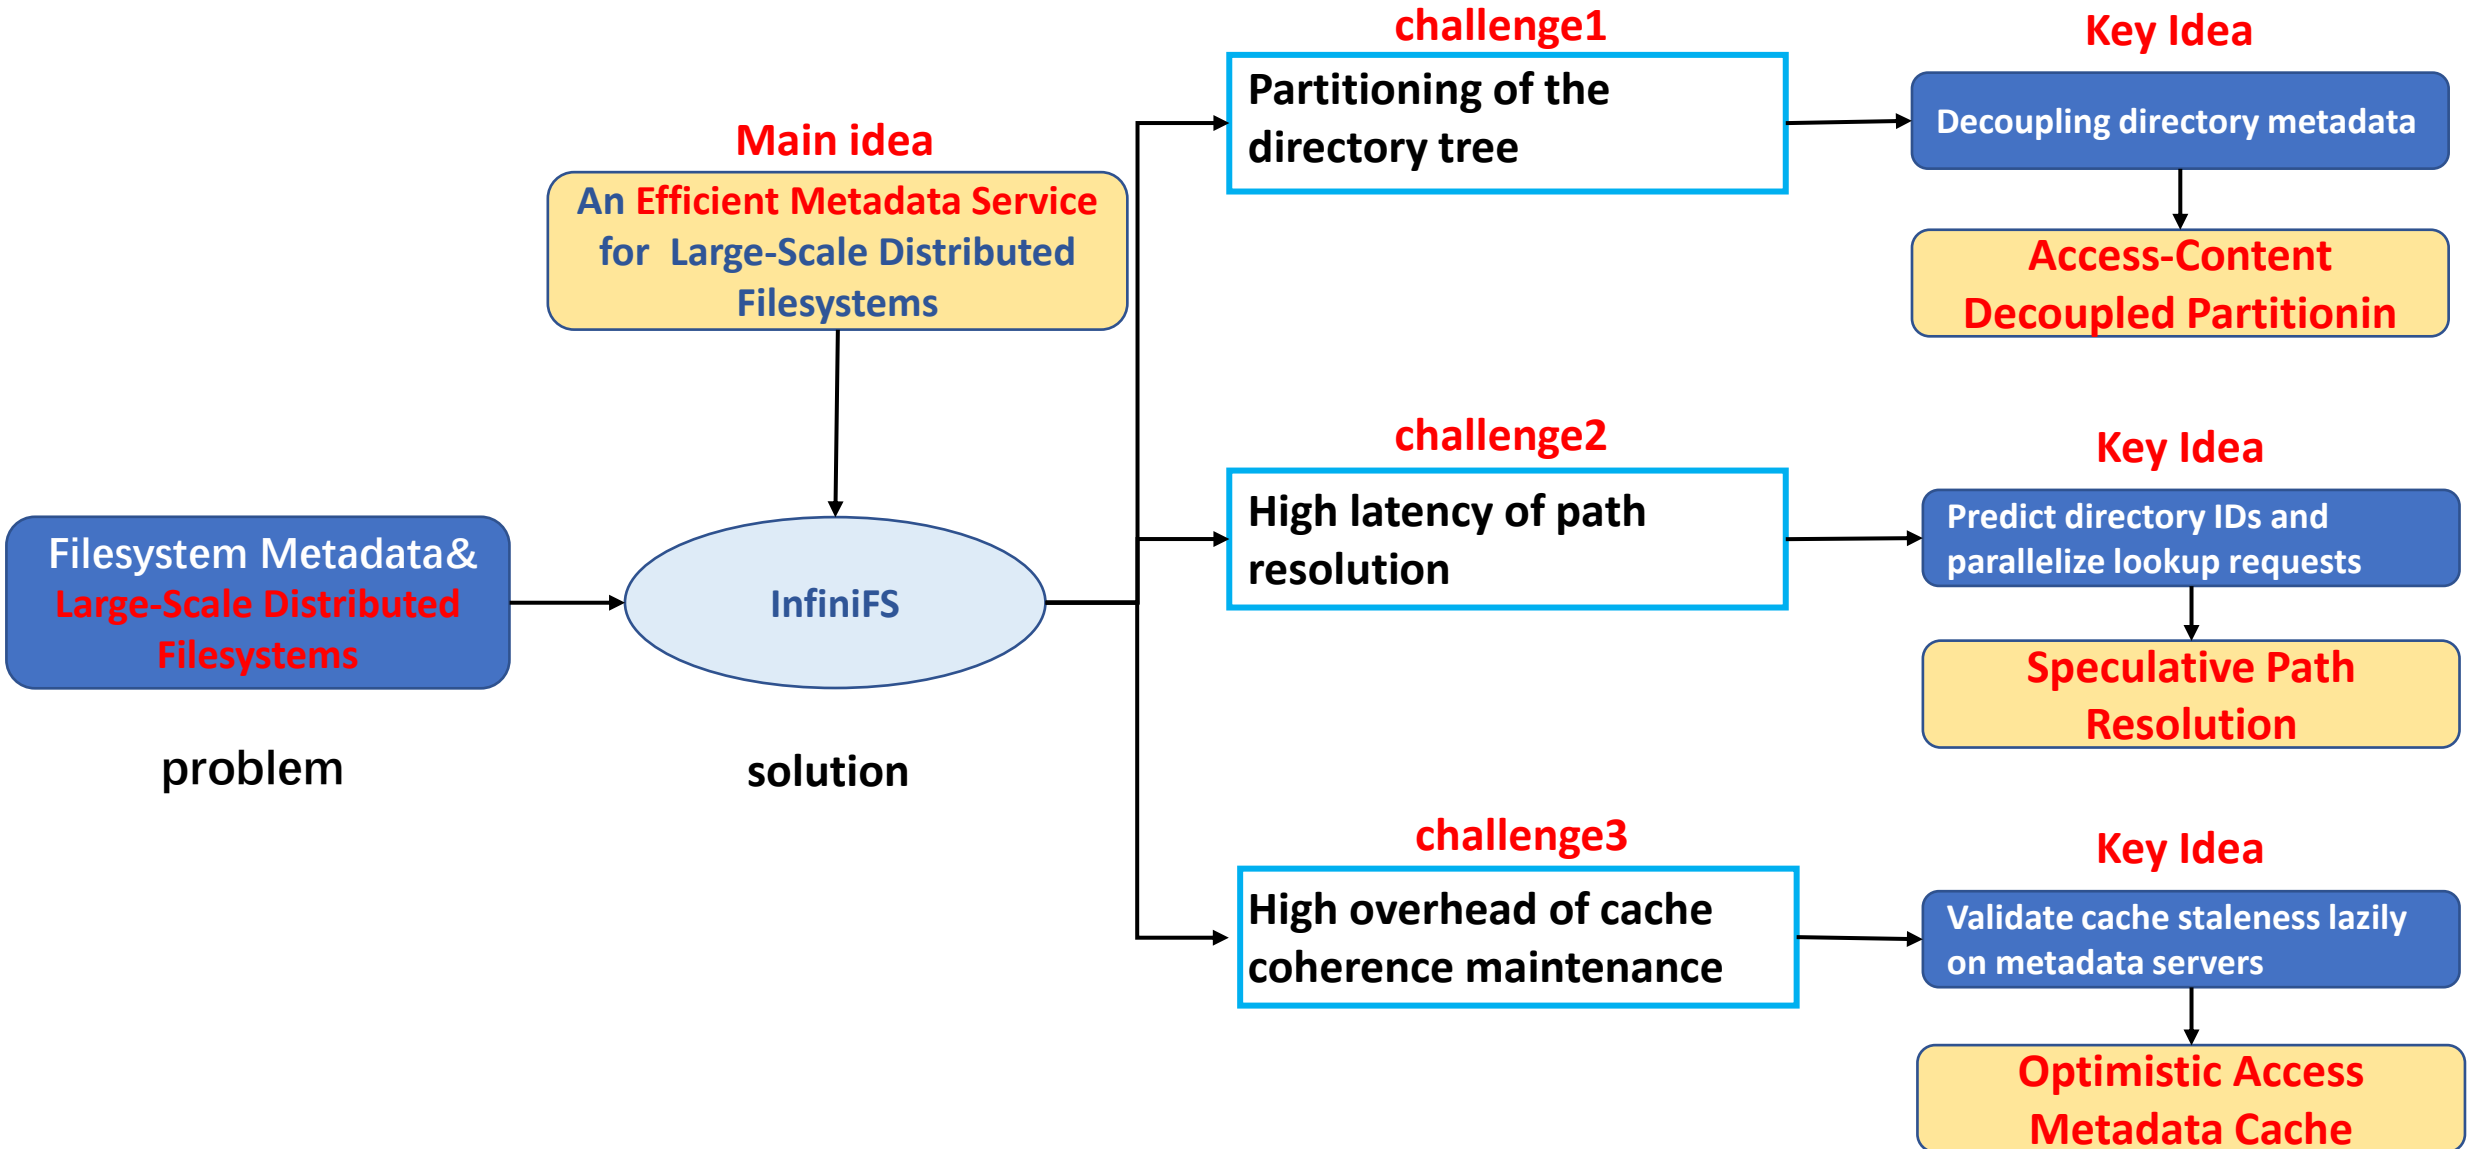 Filesystem Metadata&
Large-Scale Distributed
Filesystems
problem
Main idea
An Efficient Metadata Service
for Large-Scale Distributed
Filesystems
InfiniFS
solution
challenge1
Partitioning of the
directory tree
Key Idea
Decoupling directory metadata
Access-Content
Decoupled Partitionin
challenge2
High latency of path
resolution
Key Idea
Predict directory IDs and
parallelize lookup requests
Speculative Path
Resolution
challenge3
High overhead of cache
coherence maintenance
Key Idea
Validate cache staleness lazily
on metadata servers
Optimistic Access
Metadata Cache